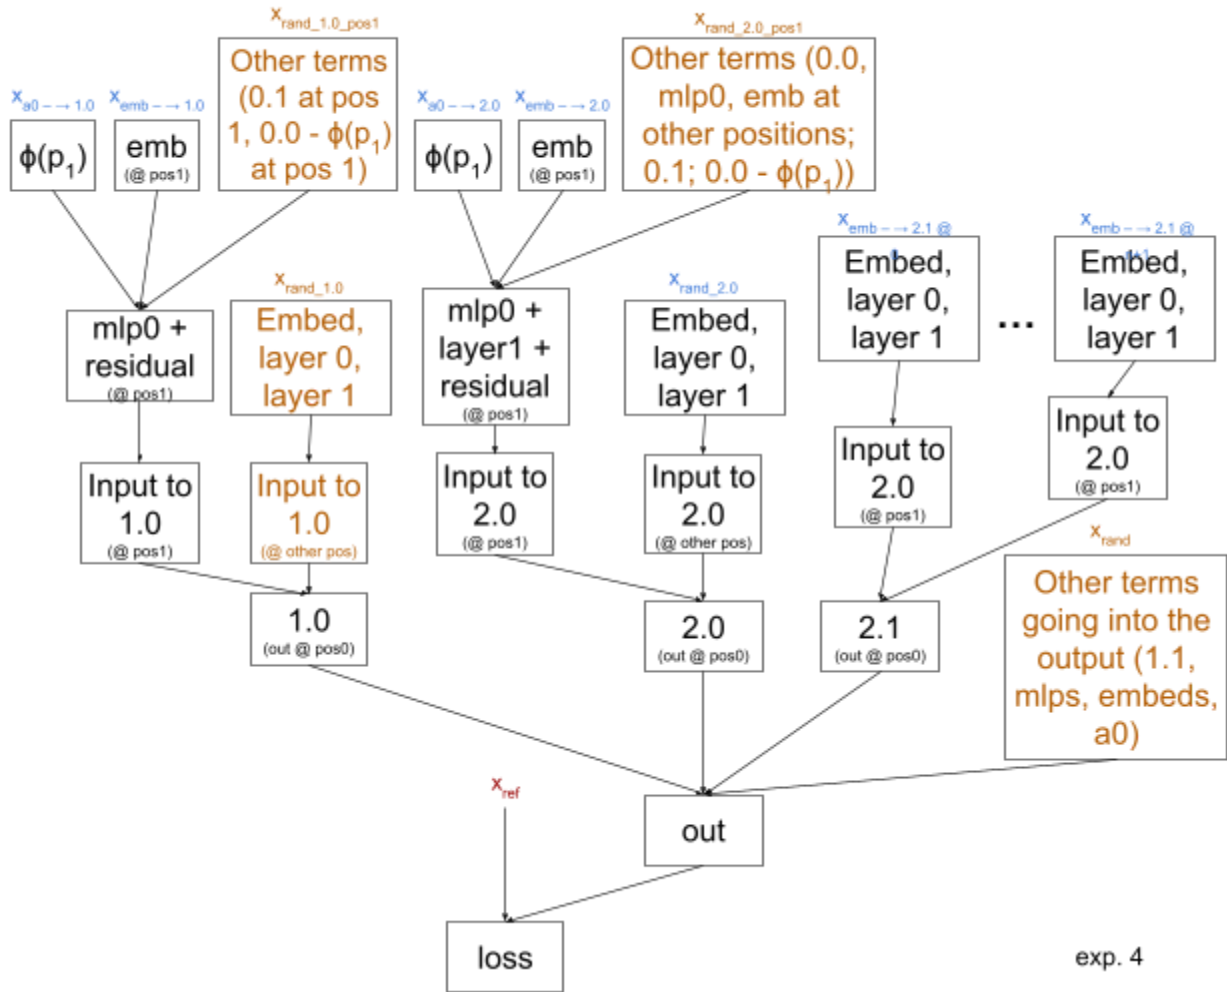 x_rand_1.0_pos1
x_rand_2.0_pos1
x_a0 --→ 1.0
x_emb --→ 1.0
Other terms
(0.1 at pos
1, 0.0 - ϕ(p_1)
at pos 1)
x_a0 --→ 2.0
x_emb --→ 2.0
Other terms (0.0,
mlp0, emb at
other positions;
0.1; 0.0 - ϕ(p_1))
ϕ(p_1)
emb
(@ pos1)
ϕ(p_1)
emb
(@ pos1)
x_emb --→ 2.1 @
x_emb --→ 2.1 @
Embed,
layer 0,
layer 1
...
Embed,
layer 0,
layer 1
mlp0 +
residual
(@ pos1)
x_rand_1.0
Embed,
layer 0,
layer 1
mlp0 +
layer1 +
residual
(@ pos1)
x_rand_2.0
Embed,
layer 0,
layer 1
Input to
1.0
(@ pos1)
Input to
1.0
(@ other pos)
Input to
2.0
(@ pos1)
Input to
2.0
(@ other pos)
Input to
2.0
(@ pos1)
Input to
2.0
(@ pos1)
1.0
(out @ pos0)
2.0
(out @ pos0)
2.1
(out @ pos0)
x_rand
Other terms
going into the
output (1.1,
mlps, embeds,
a0)
x_ref
out
loss
exp. 4